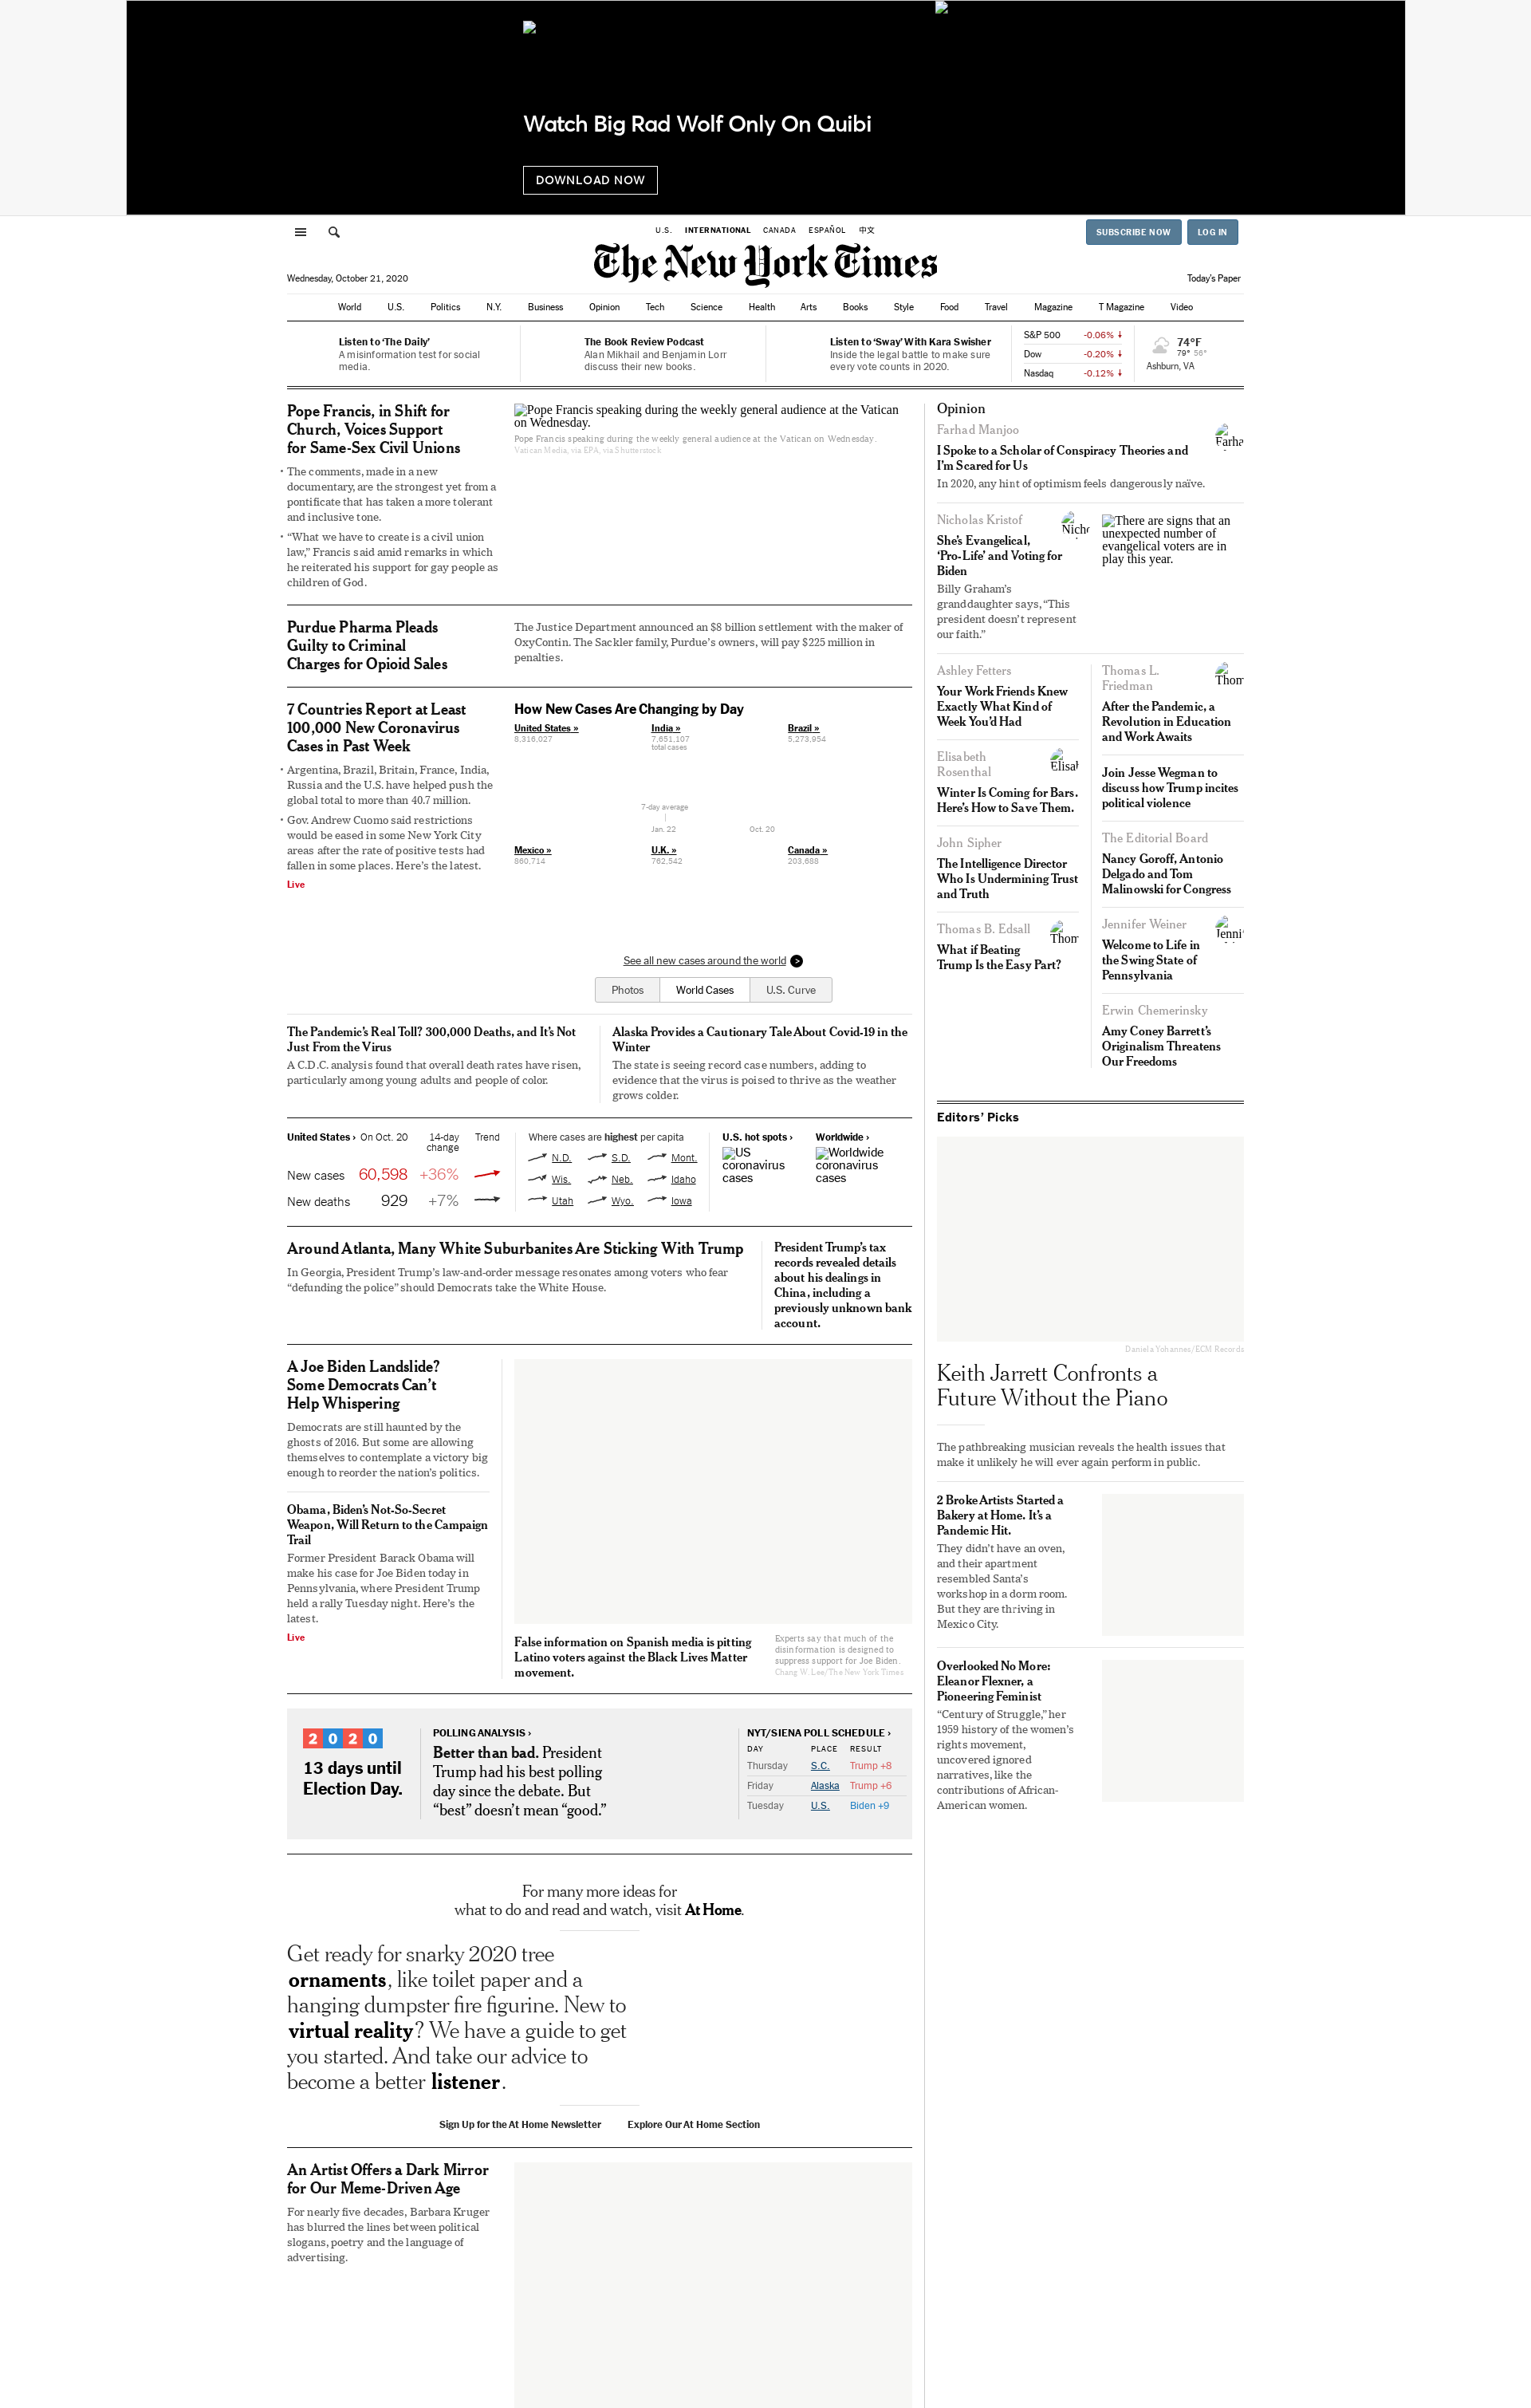 Watch Big Rad Wolf Only On Quibi
DOWNLOAD NOW
U.S. INTERNATIONAL CANADA ESPAÑOL 中文
SUBSCRIBE NOW
LOG IN
The New York Times
Wednesday, October 21, 2020
Today's Paper
World U.S. Politics N.Y. Business Opinion Tech Science Health Arts Books Style Food Travel Magazine T Magazine Video
Listen to ‘The Daily’
A misinformation test for social
media.
The Book Review Podcast
Alan Mikhail and Benjamin Lorr
discuss their new books.
Listen to ‘Sway’ With Kara Swisher
Inside the legal battle to make sure
every vote counts in 2020.
S&P 500 -0.06%
Dow -0.20%
Nasdaq -0.12%
74°F
79° 56°
Ashburn, VA
Pope Francis, in Shift for
Church, Voices Support
for Same-Sex Civil Unions
• The comments, made in a new
documentary, are the strongest yet from a
pontificate that has taken a more tolerant
and inclusive tone.
• “What we have to create is a civil union
law,” Francis said amid remarks in which
he reiterated his support for gay people as
children of God.
Pope Francis speaking during the weekly general audience at the Vatican
on Wednesday.
Pope Francis speaking during the weekly general audience at the Vatican on Wednesday.
Vatican Media, via EPA, via Shutterstock
Purdue Pharma Pleads
Guilty to Criminal
Charges for Opioid Sales
The Justice Department announced an $8 billion settlement with the maker of
OxyContin. The Sackler family, Purdue’s owners, will pay $225 million in
penalties.
7 Countries Report at Least
100,000 New Coronavirus
Cases in Past Week
• Argentina, Brazil, Britain, France, India,
Russia and the U.S. have helped push the
global total to more than 40.7 million.
• Gov. Andrew Cuomo said restrictions
would be eased in some New York City
areas after the rate of positive tests had
fallen in some places. Here’s the latest.
Live
How New Cases Are Changing by Day
United States » India » Brazil »
8,316,027 7,651,107 5,273,954
total cases
7-day average
Jan. 22 Oct. 20
Mexico » U.K. » Canada »
860,714 762,542 203,688
See all new cases around the world >
Photos World Cases U.S. Curve
The Pandemic’s Real Toll? 300,000 Deaths, and It’s Not
Just From the Virus
A C.D.C. analysis found that overall death rates have risen,
particularly among young adults and people of color.
Alaska Provides a Cautionary Tale About Covid-19 in the
Winter
The state is seeing record case numbers, adding to
evidence that the virus is poised to thrive as the weather
grows colder.
United States › On Oct. 20 14-day
change Trend
New cases 60,598 +36%
New deaths 929 +7%
Where cases are highest per capita
N.D. S.D. Mont.
Wis. Neb. Idaho
Utah Wyo. Iowa
U.S. hot spots ›
US
coronavirus
cases
Worldwide ›
Worldwide
coronavirus
cases
Around Atlanta, Many White Suburbanites Are Sticking With Trump
In Georgia, President Trump’s law-and-order message resonates among voters who fear
“defunding the police” should Democrats take the White House.
President Trump’s tax
records revealed details
about his dealings in
China, including a
previously unknown bank
account.
A Joe Biden Landslide?
Some Democrats Can’t
Help Whispering
Democrats are still haunted by the
ghosts of 2016. But some are allowing
themselves to contemplate a victory big
enough to reorder the nation’s politics.
Obama, Biden’s Not-So-Secret
Weapon, Will Return to the Campaign
Trail
Former President Barack Obama will
make his case for Joe Biden today in
Pennsylvania, where President Trump
held a rally Tuesday night. Here’s the
latest.
Live
False information on Spanish media is pitting
Latino voters against the Black Lives Matter
movement.
Experts say that much of the
disinformation is designed to
suppress support for Joe Biden.
Chang W. Lee/The New York Times
2020
13 days until
Election Day.
POLLING ANALYSIS ›
Better than bad. President
Trump had his best polling
day since the debate. But
“best” doesn’t mean “good.”
NYT/SIENA POLL SCHEDULE ›
DAY PLACE RESULT
Thursday S.C. Trump +8
Friday Alaska Trump +6
Tuesday U.S. Biden +9
For many more ideas for
what to do and read and watch, visit At Home.
Get ready for snarky 2020 tree
ornaments, like toilet paper and a
hanging dumpster fire figurine. New to
virtual reality? We have a guide to get
you started. And take our advice to
become a better listener.
Sign Up for the At Home Newsletter Explore Our At Home Section
An Artist Offers a Dark Mirror
for Our Meme-Driven Age
For nearly five decades, Barbara Kruger
has blurred the lines between political
slogans, poetry and the language of
advertising.
Opinion
Farhad Manjoo
I Spoke to a Scholar of Conspiracy Theories and
I’m Scared for Us
In 2020, any hint of optimism feels dangerously naïve.
Nicholas Kristof
She’s Evangelical,
‘Pro-Life’ and Voting for
Biden
Billy Graham’s
granddaughter says, “This
president doesn’t represent
our faith.”
There are signs that an
unexpected number of
evangelical voters are in
play this year.
Ashley Fetters
Your Work Friends Knew
Exactly What Kind of
Week You’d Had
Elisabeth
Rosenthal
Winter Is Coming for Bars.
Here’s How to Save Them.
John Sipher
The Intelligence Director
Who Is Undermining Trust
and Truth
Thomas B. Edsall
What if Beating
Trump Is the Easy Part?
Thomas L.
Friedman
After the Pandemic, a
Revolution in Education
and Work Awaits
Join Jesse Wegman to
discuss how Trump incites
political violence
The Editorial Board
Nancy Goroff, Antonio
Delgado and Tom
Malinowski for Congress
Jennifer Weiner
Welcome to Life in
the Swing State of
Pennsylvania
Erwin Chemerinsky
Amy Coney Barrett’s
Originalism Threatens
Our Freedoms
Editors’ Picks
Daniela Yohannes/ECM Records
Keith Jarrett Confronts a
Future Without the Piano
The pathbreaking musician reveals the health issues that
make it unlikely he will ever again perform in public.
2 Broke Artists Started a
Bakery at Home. It’s a
Pandemic Hit.
They didn’t have an oven,
and their apartment
resembled Santa’s
workshop in a dorm room.
But they are thriving in
Mexico City.
Overlooked No More:
Eleanor Flexner, a
Pioneering Feminist
“Century of Struggle,” her
1959 history of the women’s
rights movement,
uncovered ignored
narratives, like the
contributions of African-
American women.